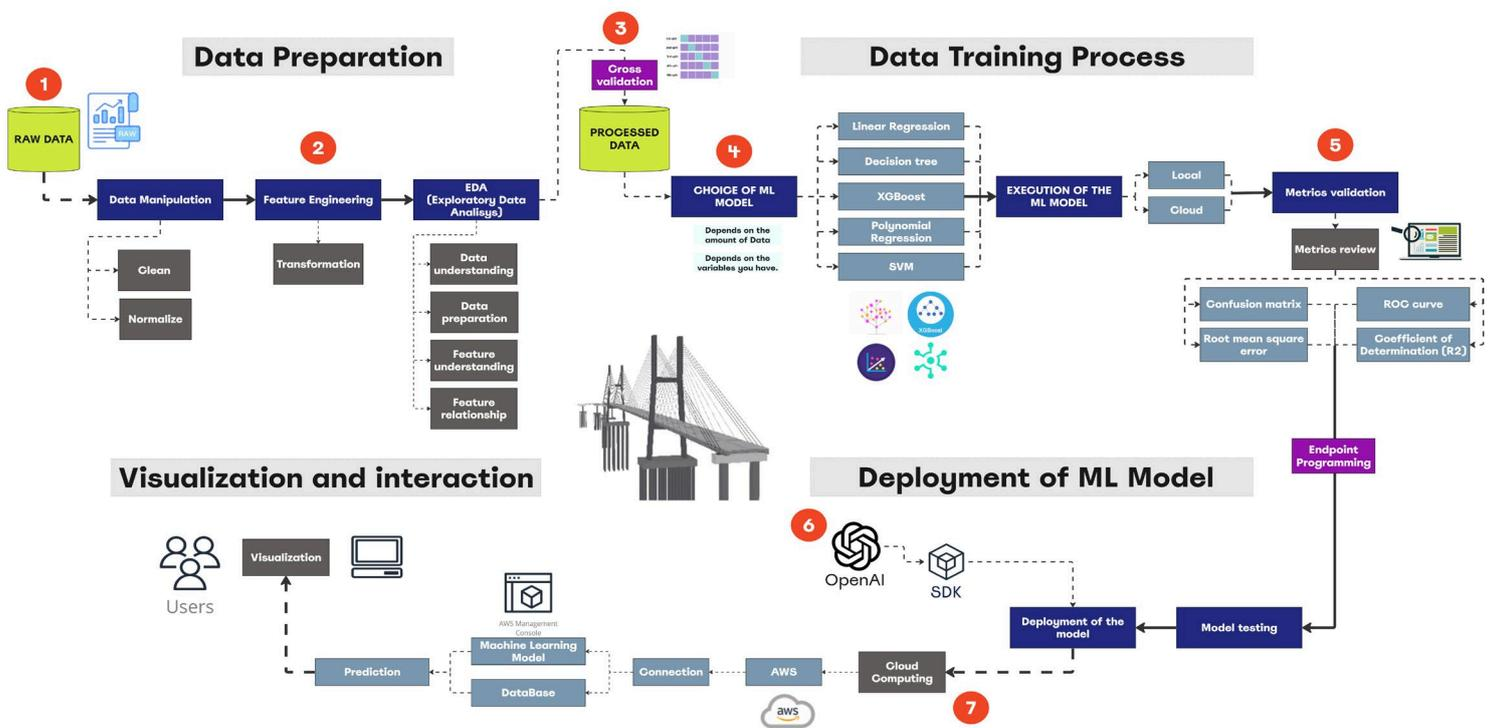 Data Preparation
1
RAW DATA
RAW
2
Data Manipulation
Feature Engineering
EDA
(Exploratory Data
Analisys)
Clean
Normalize
Transformation
Data
understanding
Data
preparation
Feature
understanding
Feature
relationship
3
Cross
validation
PROCESSED
DATA
Data Training Process
4
CHOICE OF ML
MODEL
Depends on the
amount of Data
Depends on the
variables you have.
Linear Regression
Decision tree
XGBoost
Polynomial
Regression
SVM
XGBoost
EXECUTION OF THE
ML MODEL
Local
Cloud
5
Metrics validation
Metrics review
Confusion matrix
ROC curve
Root mean square
error
Coefficient of
Determination (R2)
Endpoint
Programming
Deployment of ML Model
6
OpenAI
SDK
Deployment of the
model
Model testing
Cloud
Computing
7
AWS
aws
Connection
AWS Management
Console
Machine Learning
Model
DataBase
Prediction
Visualization and interaction
Users
Visualization